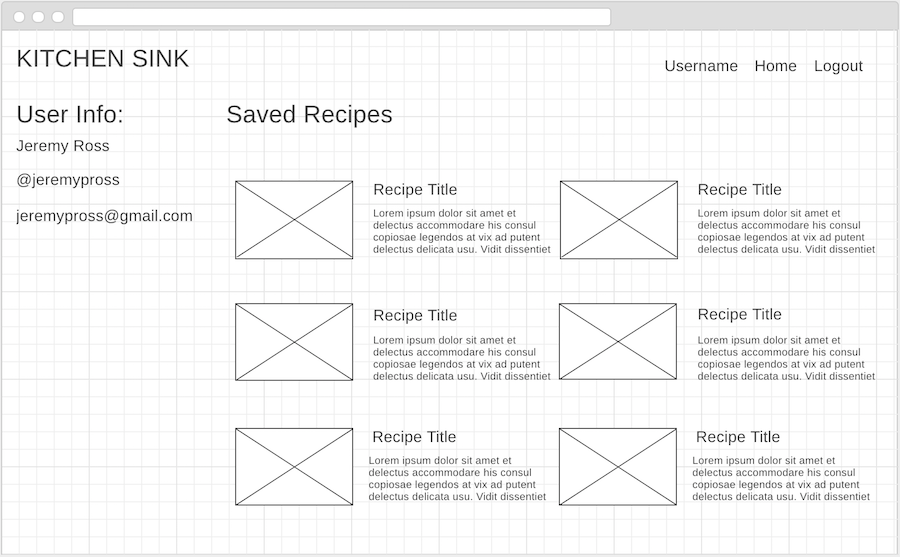 KITCHEN SINK
Username Home Logout
User Info:
Jeremy Ross
@jeremypross
jeremypross@gmail.com
Saved Recipes
Recipe Title
Lorem ipsum dolor sit amet et
delectus accommodare his consul
copiosae legendos at vix ad putent
delectus delicata usu. Vidit dissentiet
Recipe Title
Lorem ipsum dolor sit amet et
delectus accommodare his consul
copiosae legendos at vix ad putent
delectus delicata usu. Vidit dissentiet
Recipe Title
Lorem ipsum dolor sit amet et
delectus accommodare his consul
copiosae legendos at vix ad putent
delectus delicata usu. Vidit dissentiet
Recipe Title
Lorem ipsum dolor sit amet et
delectus accommodare his consul
copiosae legendos at vix ad putent
delectus delicata usu. Vidit dissentiet
Recipe Title
Lorem ipsum dolor sit amet et
delectus accommodare his consul
copiosae legendos at vix ad putent
delectus delicata usu. Vidit dissentiet
Recipe Title
Lorem ipsum dolor sit amet et
delectus accommodare his consul
copiosae legendos at vix ad putent
delectus delicata usu. Vidit dissentiet